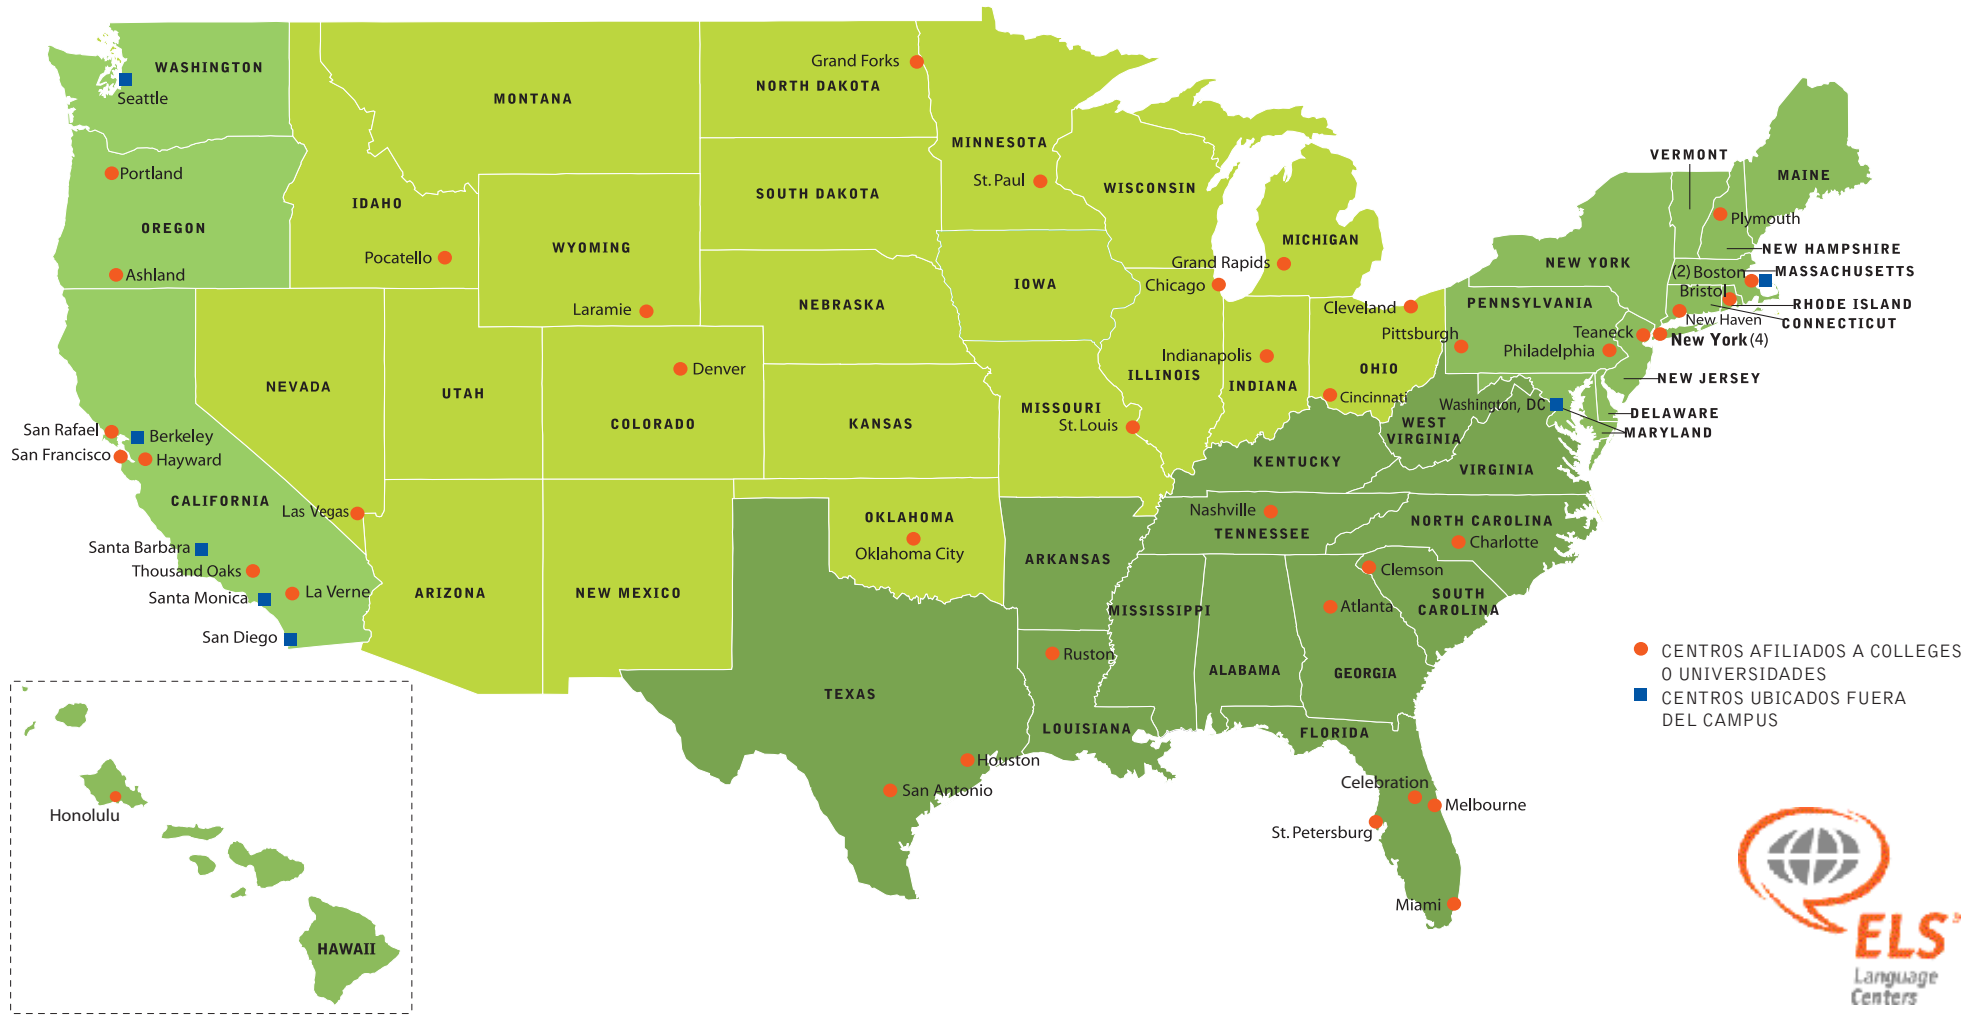 WASHINGTON
Seattle
Portland
OREGON
Ashland
MONTANA
IDAHO
Pocatello
WYOMING
Laramie
Grand Forks
NORTH DAKOTA
SOUTH DAKOTA
NEBRASKA
MINNESOTA
St. Paul
WISCONSIN
IOWA
MICHIGAN
Grand Rapids
Chicago
Cleveland
Pittsburgh
PENNSYLVANIA
NEW YORK
VERMONT
MAINE
Plymouth
NEW HAMPSHIRE
(2) Boston
MASSACHUSETTS
Bristol
RHODE ISLAND
CONNECTICUT
New Haven
Teaneck
New York (4)
Philadelphia
NEW JERSEY
DELAWARE
MARYLAND
Washington, DC
NEVADA
UTAH
Denver
COLORADO
KANSAS
MISSOURI
St. Louis
ILLINOIS
Indianapolis
INDIANA
OHIO
Cincinnati
WEST
VIRGINIA
VIRGINIA
KENTUCKY
San Rafael
Berkeley
San Francisco
Hayward
CALIFORNIA
Las Vegas
Santa Barbara
Thousand Oaks
Santa Monica
La Verne
San Diego
ARIZONA
NEW MEXICO
OKLAHOMA
Oklahoma City
ARKANSAS
Nashville
TENNESSEE
NORTH CAROLINA
Charlotte
Clemson
SOUTH
CAROLINA
Atlanta
MISSISSIPPI
ALABAMA
GEORGIA
TEXAS
Ruston
LOUISIANA
Houston
San Antonio
FLORIDA
Celebration
Melbourne
St. Petersburg
Miami
Honolulu
HAWAII
CENTROS AFILIADOS A COLLEGES
O UNIVERSIDADES
CENTROS UBICADOS FUERA
DEL CAMPUS
ELS
Language
Centers